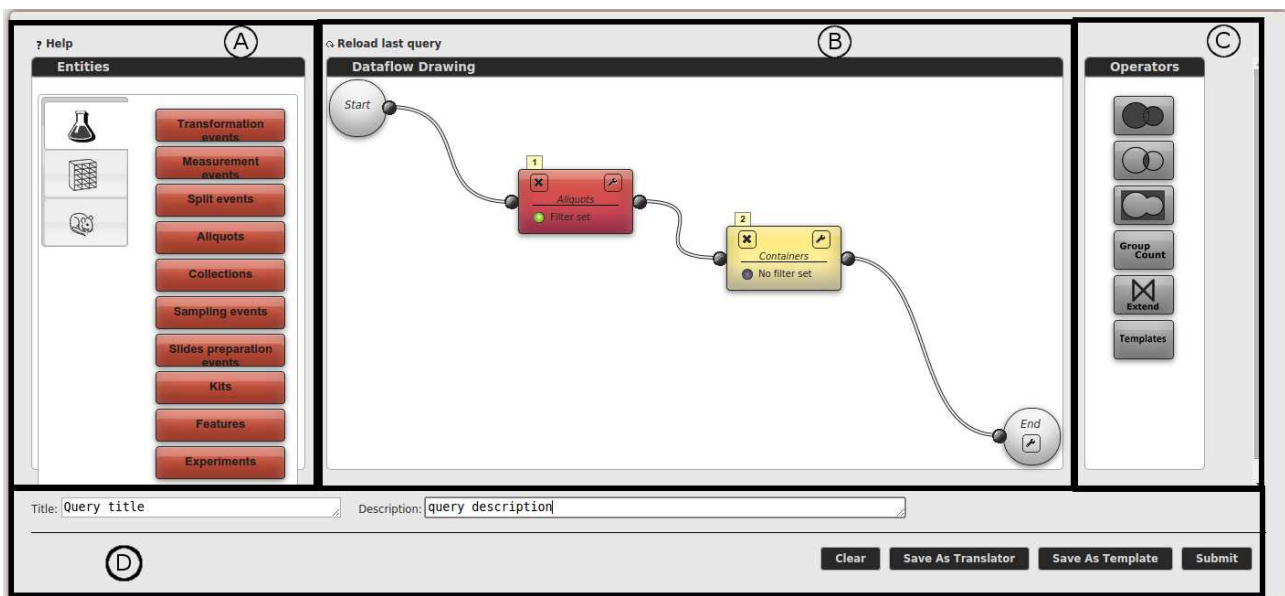 ? Help
A
Entities
Transformation
events
Measurement
events
Split events
Aliquots
Collections
Sampling events
Slides preparation
events
Kits
Features
Experiments
Reload last query
B
Dataflow Drawing
Start
1
Aliquots
Filter set
2
Containers
No filter set
End
C
Operators
Group
Count
Extend
Templates
Title: Query title
Description: query description
D
Clear
Save As Translator
Save As Template
Submit